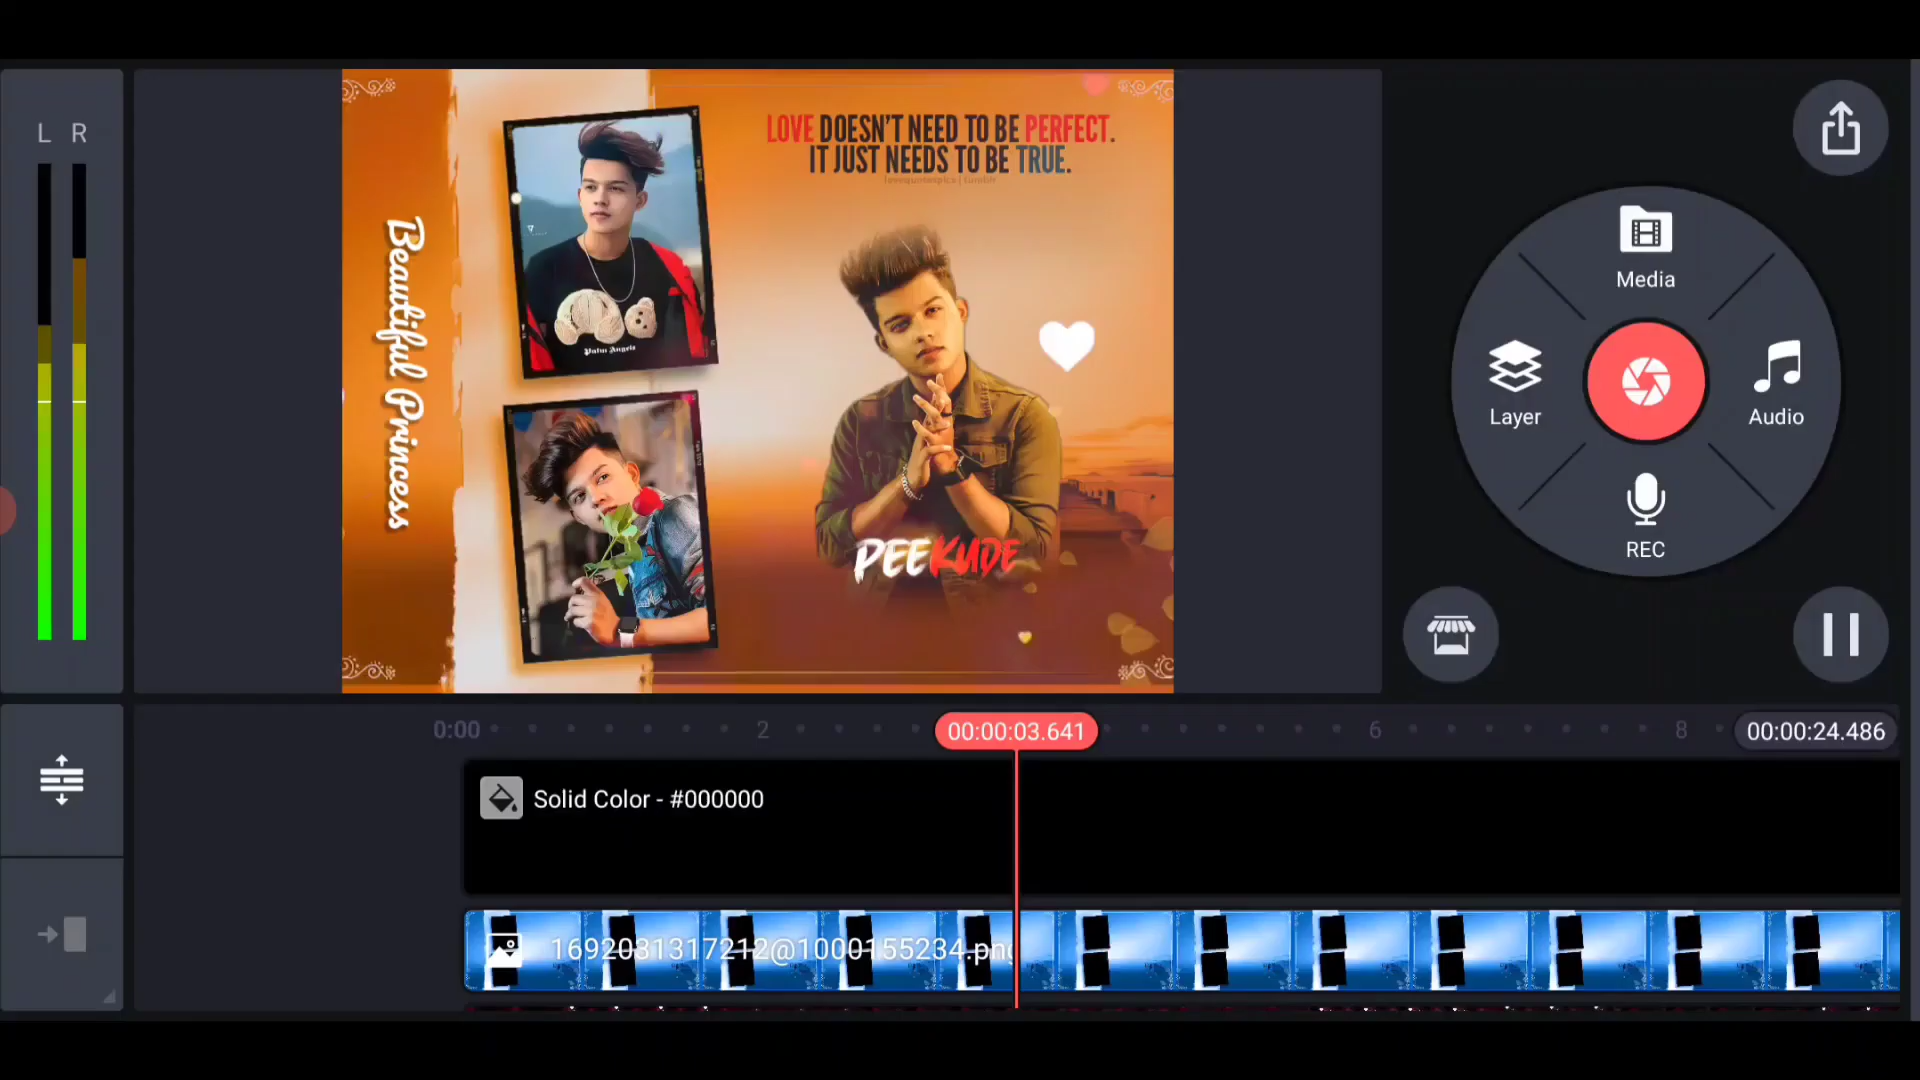 L R
LOVE DOESN'T NEED TO BE PERFECT.
IT JUST NEEDS TO BE TRUE.
Beautiful Princess
Palm Angels
PEEKUDE
Media
Layer
Audio
REC
0:00
2
00:00:03.641
6
8
00:00:24.486
Solid Color - #000000
1692031317212@1000155234.png